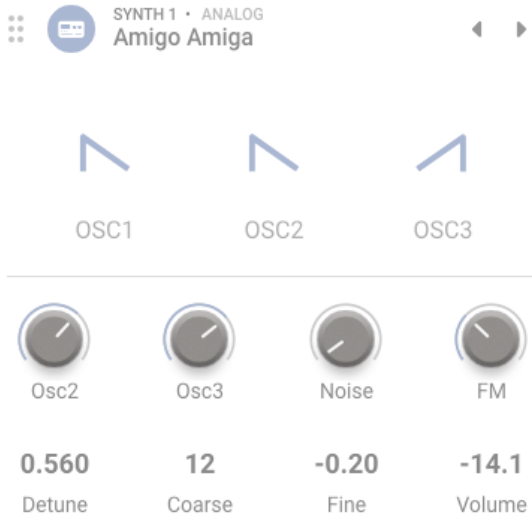 SYNTH 1 • ANALOG
Amigo Amiga
OSC1 OSC2 OSC3
Osc2 Osc3 Noise FM
0.560 12 -0.20 -14.1
Detune Coarse Fine Volume